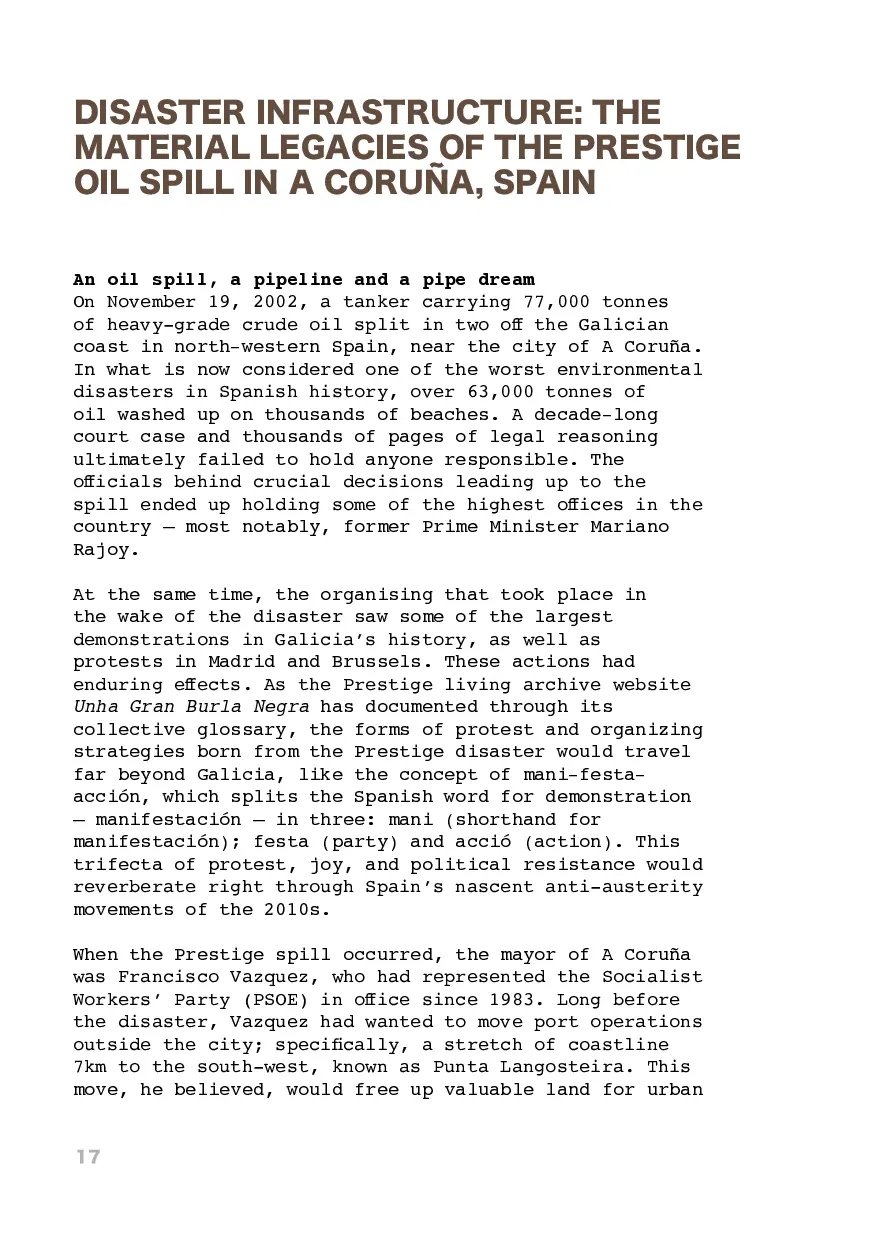 DISASTER INFRASTRUCTURE: THE
MATERIAL LEGACIES OF THE PRESTIGE
OIL SPILL IN A CORUÑA, SPAIN
An oil spill, a pipeline and a pipe dream
On November 19, 2002, a tanker carrying 77,000 tonnes
of heavy-grade crude oil split in two off the Galician
coast in north-western Spain, near the city of A Coruña.
In what is now considered one of the worst environmental
disasters in Spanish history, over 63,000 tonnes of
oil washed up on thousands of beaches. A decade-long
court case and thousands of pages of legal reasoning
ultimately failed to hold anyone responsible. The
officials behind crucial decisions leading up to the
spill ended up holding some of the highest offices in the
country – most notably, former Prime Minister Mariano
Rajoy.
At the same time, the organising that took place in
the wake of the disaster saw some of the largest
demonstrations in Galicia’s history, as well as
protests in Madrid and Brussels. These actions had
enduring effects. As the Prestige living archive website
Unha Gran Burla Negra has documented through its
collective glossary, the forms of protest and organizing
strategies born from the Prestige disaster would travel
far beyond Galicia, like the concept of mani-festa-
acción, which splits the Spanish word for demonstration
– manifestación – in three: mani (shorthand for
manifestación); festa (party) and acció (action). This
trifecta of protest, joy, and political resistance would
reverberate right through Spain’s nascent anti-austerity
movements of the 2010s.
When the Prestige spill occurred, the mayor of A Coruña
was Francisco Vazquez, who had represented the Socialist
Workers’ Party (PSOE) in office since 1983. Long before
the disaster, Vazquez had wanted to move port operations
outside the city; specifically, a stretch of coastline
7km to the south-west, known as Punta Langosteira. This
move, he believed, would free up valuable land for urban
17